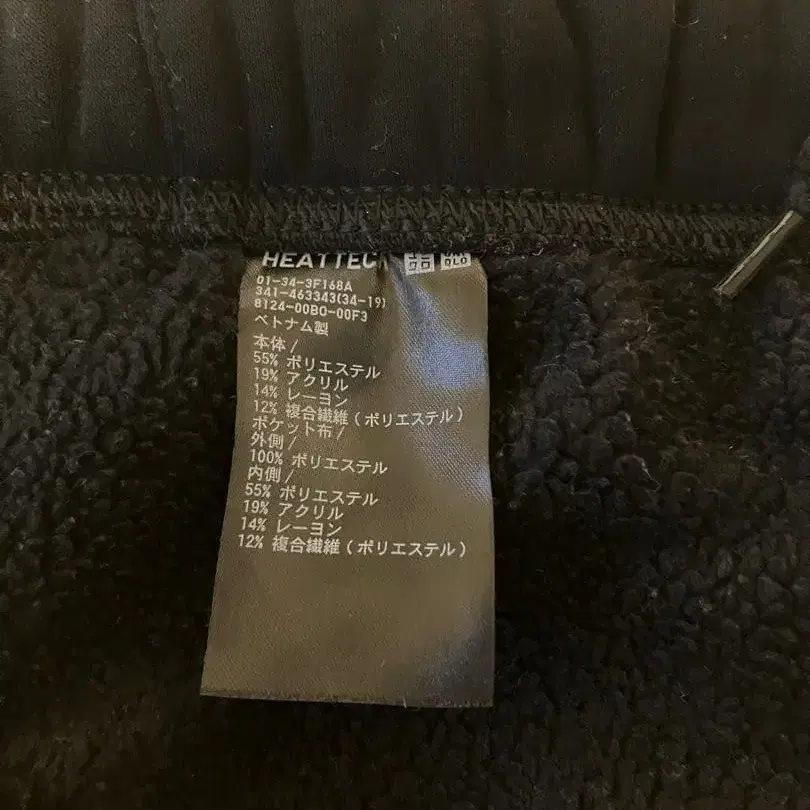 HEATTECH
01-34-3F168A
341-463343(34-19)
8124-00B0-00F3
ベトナム製
本体/
55% ポリエステル
19% アクリル
14% レーヨン
12% 複合繊維(ポリエステル)
ポケット布/
外側/
100% ポリエステル
内側/
55% ポリエステル
19% アクリル
14% レーヨン
12% 複合繊維(ポリエステル)